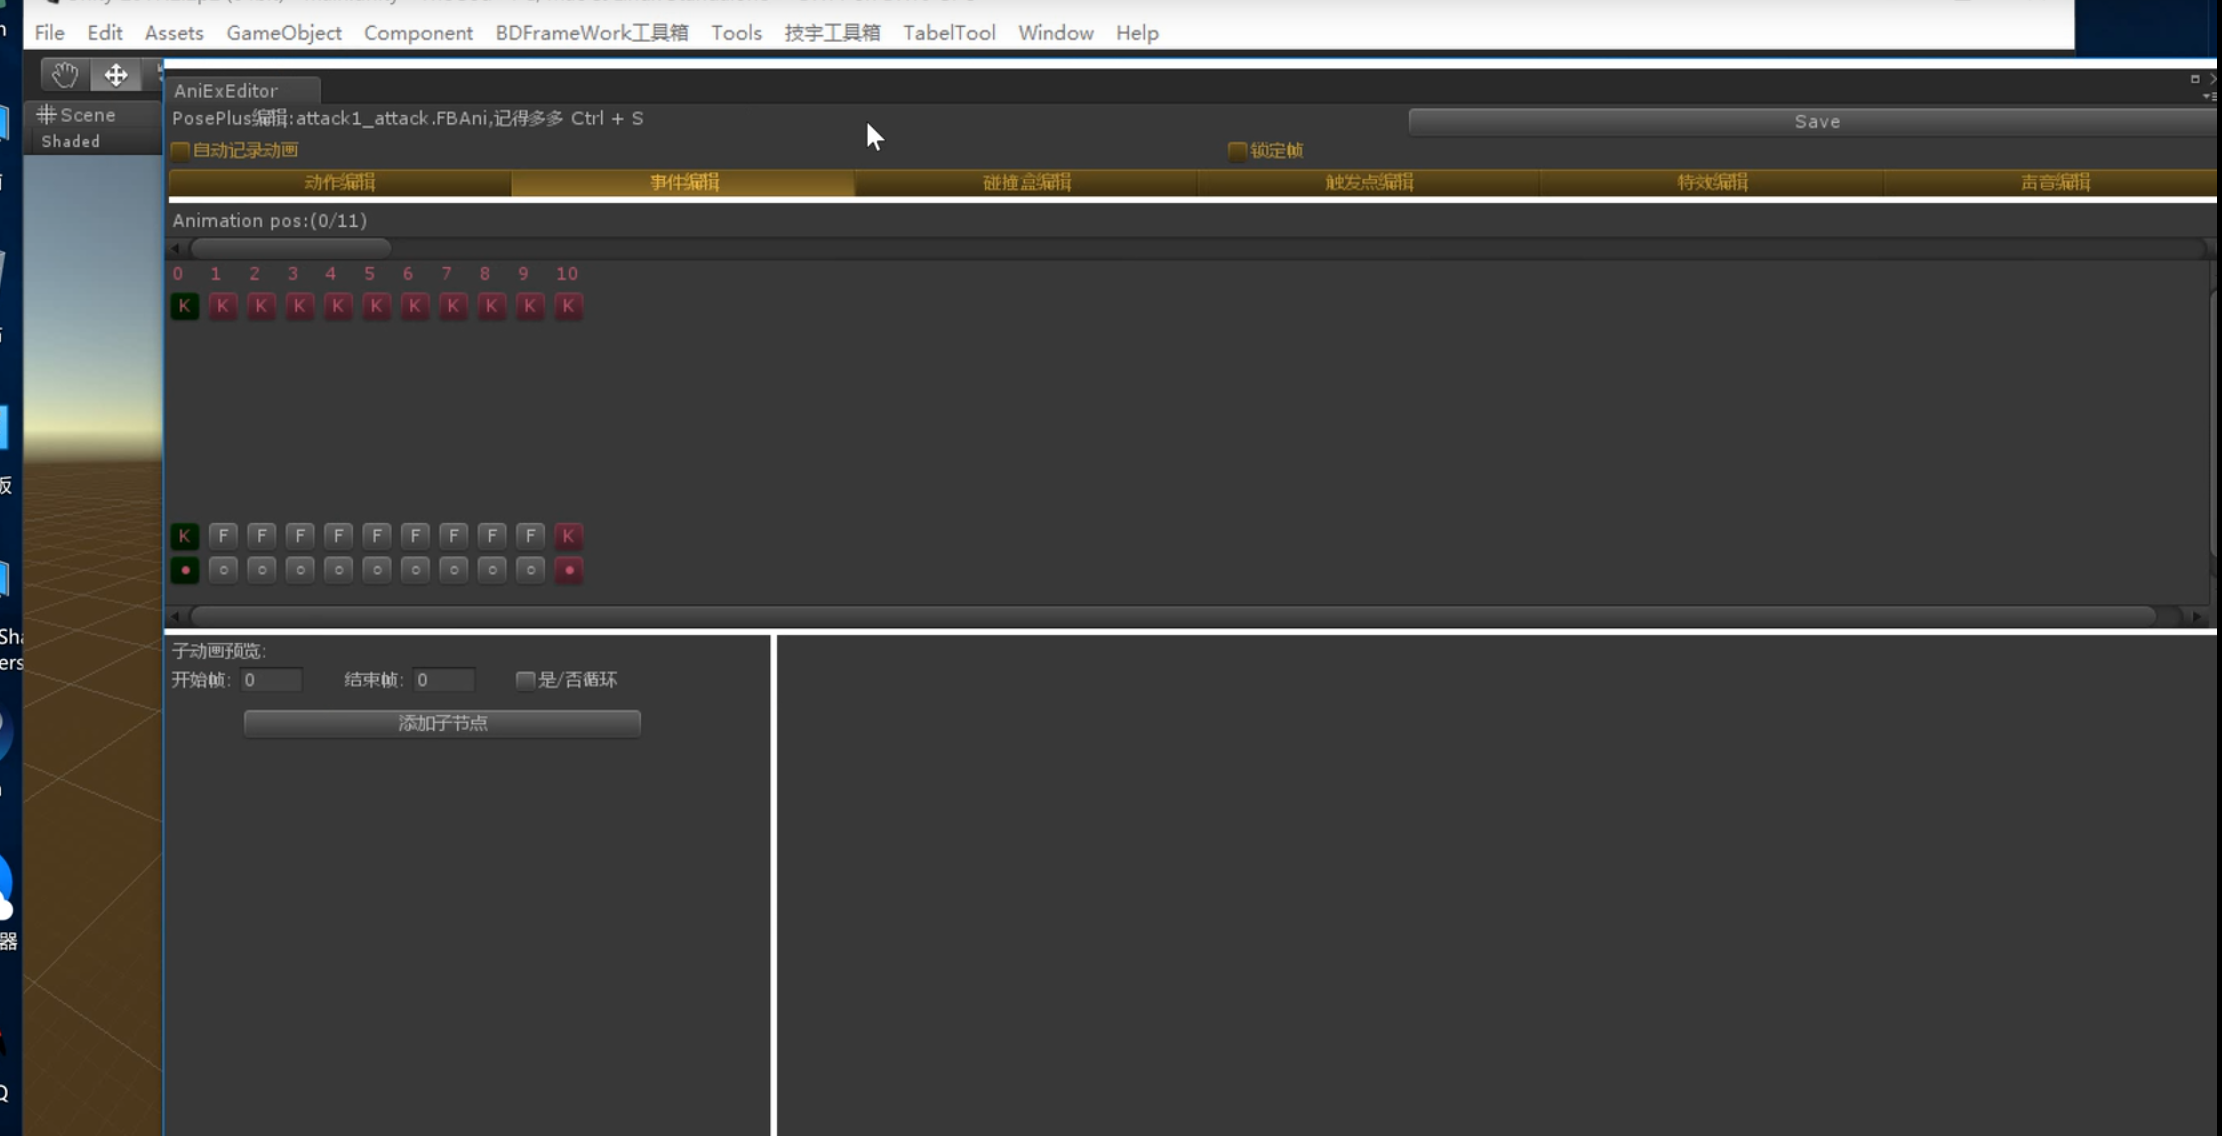 File Edit Assets GameObject Component BDFrameWork工具箱 Tools 技宇工具箱 TabelTool Window Help
AniExEditor
Scene
Shaded
PosePlus编辑:attack1_attack.FBAni,记得多多 Ctrl + S
Save
自动记录动画
锁定帧
动作编辑 事件编辑 碰撞盒编辑 触发点编辑 特效编辑 声音编辑
Animation pos:(0/11)
0 1 2 3 4 5 6 7 8 9 10
K K K K K K K K K K K
K F F F F F F F F F K
子动画预览:
开始帧: 0 结束帧: 0 是/否循环
添加子节点